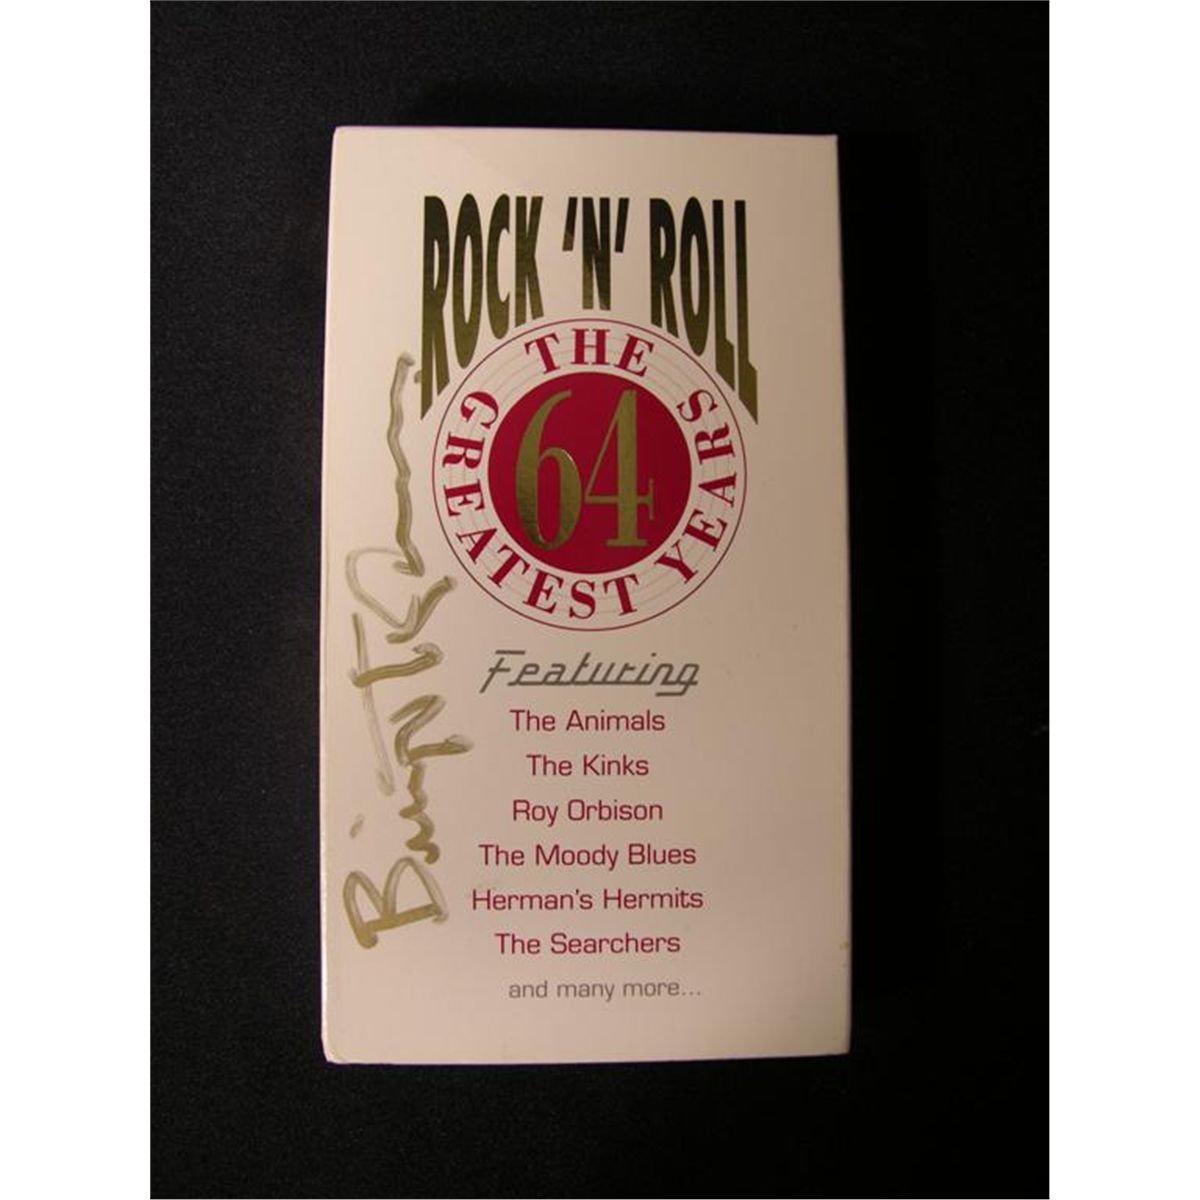 ROCK 'N' ROLL
THE
GREATEST YEARS
64
Featuring
The Animals
The Kinks
Roy Orbison
The Moody Blues
Herman's Hermits
The Searchers
and many more...